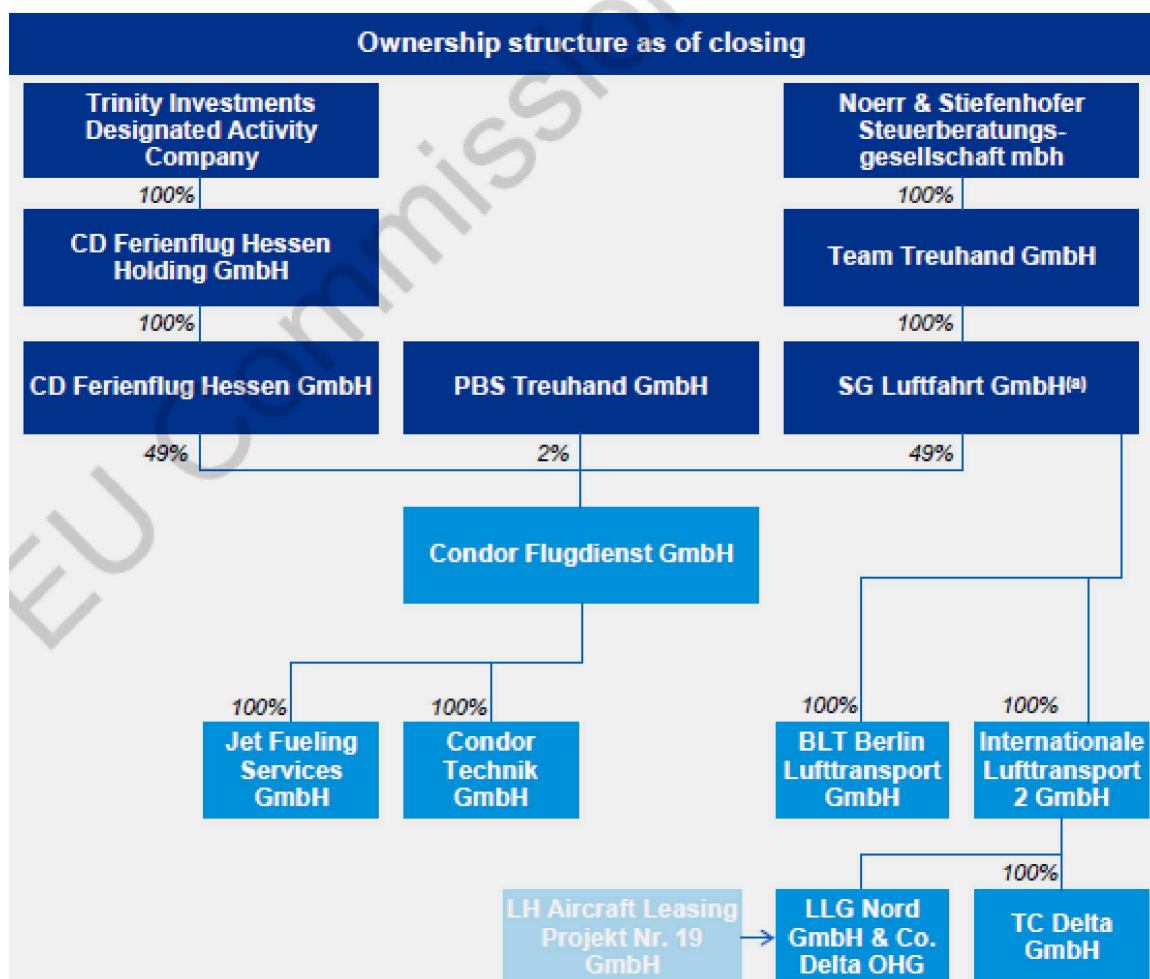 Ownership structure as of closing
Trinity Investments
Designated Activity
Company
Noerr & Stiefenhofer
Steuerberatungs-
gesellschaft mbh
100%
100%
CD Ferienflug Hessen
Holding GmbH
Team Treuhand GmbH
100%
100%
CD Ferienflug Hessen GmbH
PBS Treuhand GmbH
SG Luftfahrt GmbH(a)
49%
2%
49%
Condor Flugdienst GmbH
100%
100%
100%
100%
Jet Fueling
Services
GmbH
Condor
Technik
GmbH
BLT Berlin
Lufttransport
GmbH
Internationale
Lufttransport
2 GmbH
100%
LH Aircraft Leasing
Projekt Nr. 19
GmbH
LLG Nord
GmbH & Co.
Delta OHG
TC Delta
GmbH
EU Commission